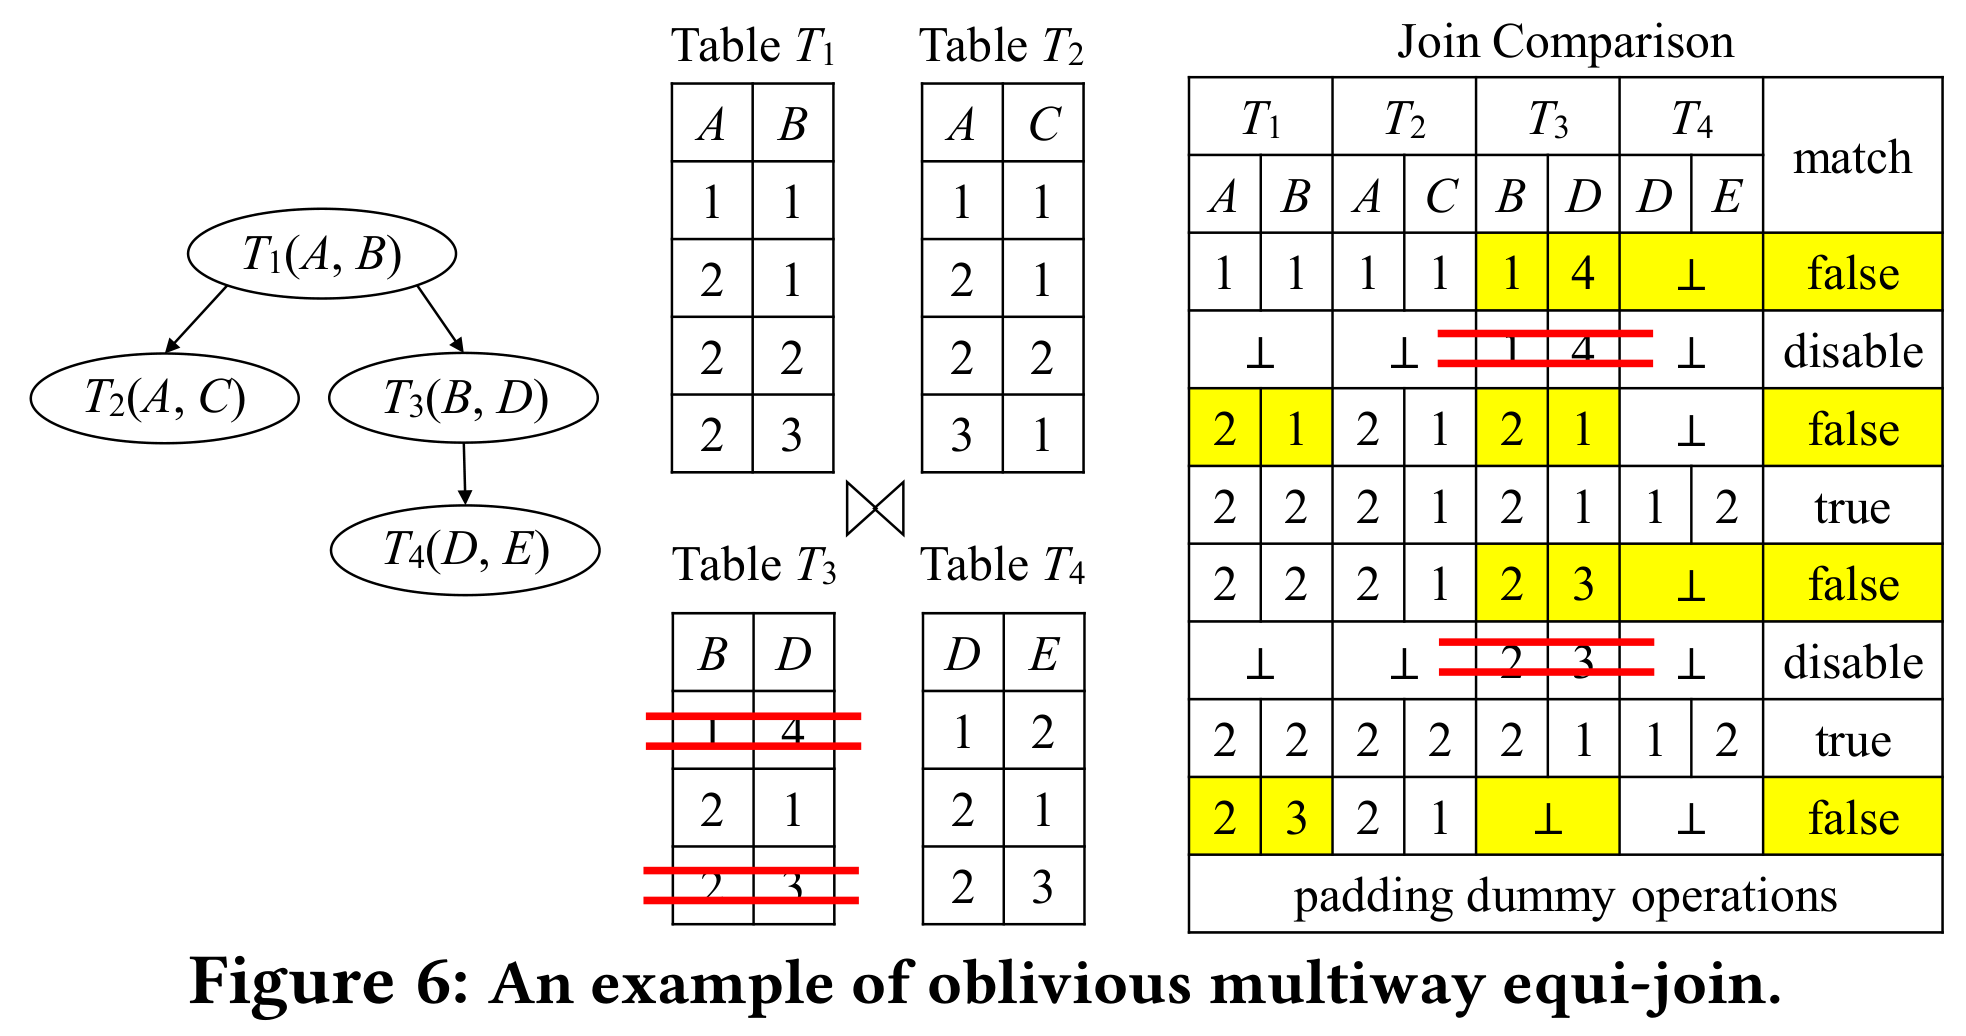 T1(A, B)
T2(A, C)
T3(B, D)
T4(D, E)
Table T1
A B
1 1
2 1
2 2
2 3
Table T2
A C
1 1
2 1
2 2
3 1
⋈
Table T3
B D
1 4
2 1
2 3
Table T4
D E
1 2
2 1
2 3
Join Comparison
T1 T2 T3 T4 match
A B A C B D D E
1 1 1 1 1 4 ⊥ false
⊥ ⊥ 1 4 ⊥ disable
2 1 2 1 2 1 ⊥ false
2 2 2 1 2 1 1 2 true
2 2 2 1 2 3 ⊥ false
⊥ ⊥ 2 3 ⊥ disable
2 2 2 2 2 1 1 2 true
2 3 2 1 ⊥ ⊥ false
padding dummy operations
Figure 6: An example of oblivious multiway equi-join.